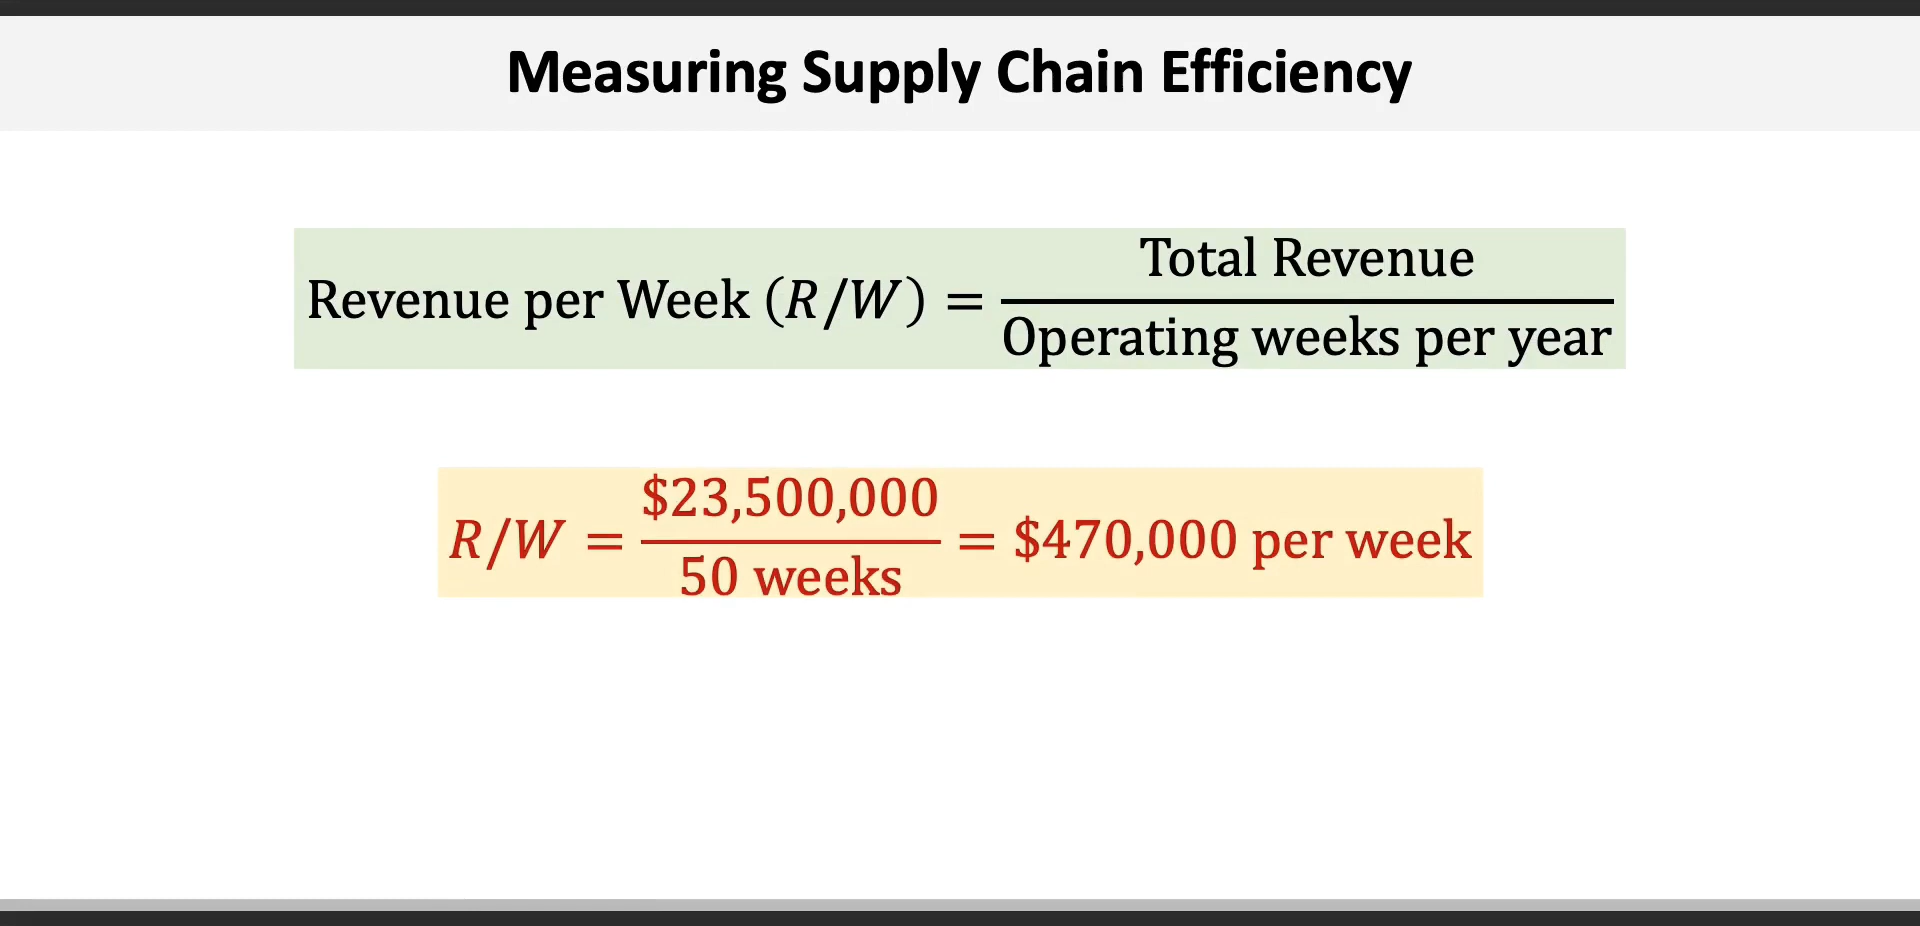 Measuring Supply Chain Efficiency
Revenue per Week (R/W) = Total Revenue / Operating weeks per year
R/W = $23,500,000 / 50 weeks = $470,000 per week